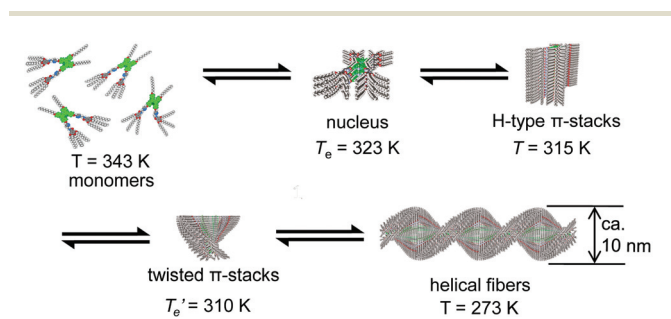 T = 343 K
monomers
nucleus
Te = 323 K
H-type π-stacks
T = 315 K
twisted π-stacks
Te’ = 310 K
helical fibers
T = 273 K
ca.
10 nm